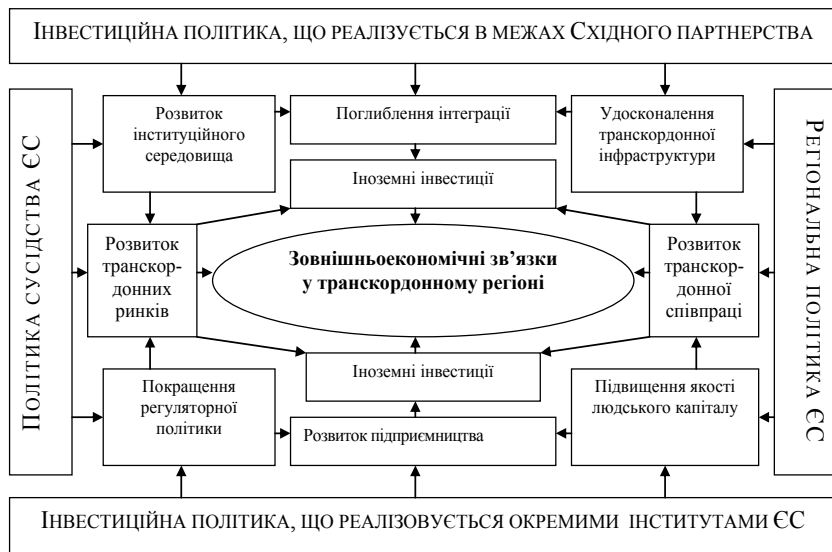 ІНВЕСТИЦІЙНА ПОЛІТИКА, ЩО РЕАЛІЗУЄТЬСЯ В МЕЖАХ СХІДНОГО ПАРТНЕРСТВА
ПОЛІТИКА СУСІДСТВА ЄС
Розвиток
інституційного
середовища
Поглиблення інтеграції
Удосконалення
транскордонної
інфраструктури
РЕГІОНАЛЬНА ПОЛІТИКА ЄС
Іноземні інвестиції
Розвиток
транскор-
донних
ринків
Зовнішньоекономічні зв’язки
у транскордонному регіоні
Розвиток
транскор-
донної
співпраці
Іноземні інвестиції
Покращення
регуляторної
політики
Розвиток підприємництва
Підвищення якості
людського капіталу
ІНВЕСТИЦІЙНА ПОЛІТИКА, ЩО РЕАЛІЗОВУЄТЬСЯ ОКРЕМИМИ ІНСТИТУТАМИ ЄС